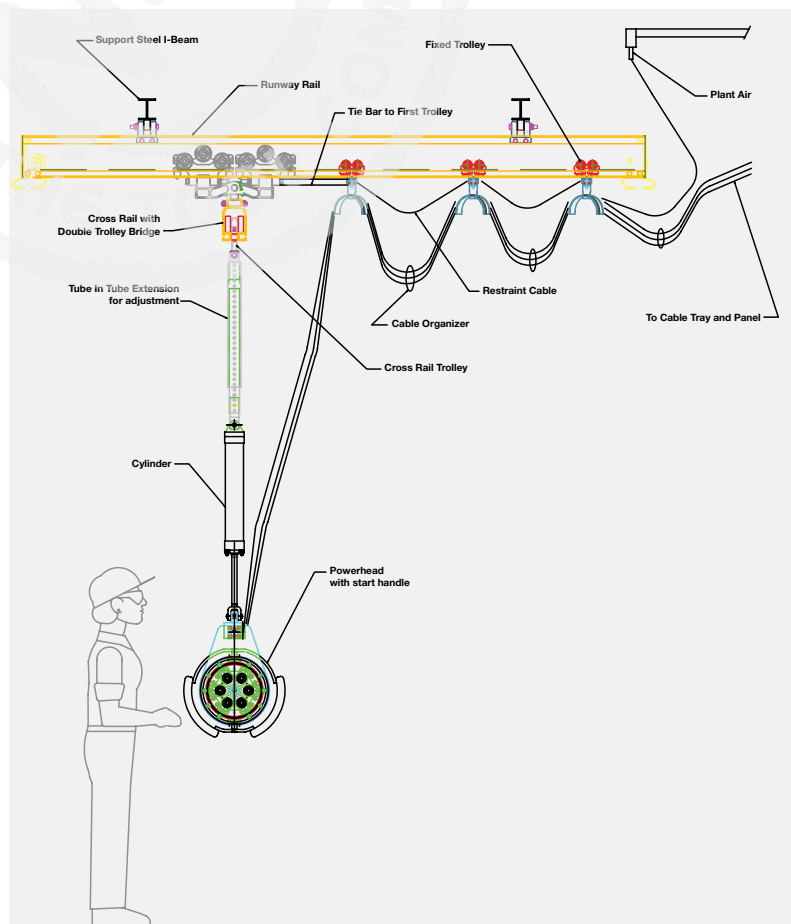 Support Steel I-Beam
Fixed Trolley
Runway Rail
Plant Air
Tie Bar to First Trolley
Cross Rail with
Double Trolley Bridge
Tube in Tube Extension
for adjustment
Restraint Cable
Cable Organizer
To Cable Tray and Panel
Cross Rail Trolley
Cylinder
Powerhead
with start handle